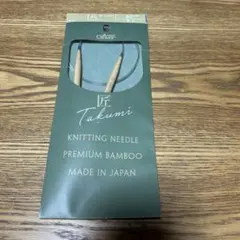 匠
Takumi
KNITTING NEEDLE
PREMIUM BAMBOO
MADE IN JAPAN